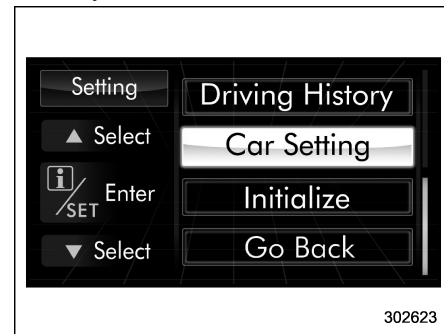 Setting
▲ Select
i/SET Enter
▼ Select
Driving History
Car Setting
Initialize
Go Back
302623